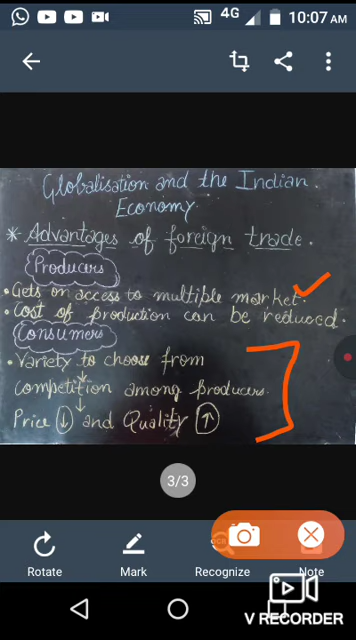 4G 10:07 AM
Globalisation and the Indian
Economy
* Advantages of foreign trade.
Producers
• Gets on access to multiple market.
• Cost of production can be reduced.
Consumers
• Variety to choose from
competition among producers.
Price ↓ and Quality ↑
3/3
Rotate
Mark
Recognize
Note
OCR
V RECORDER